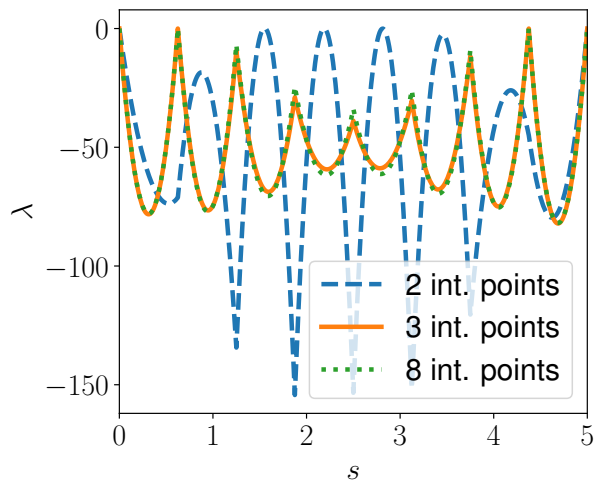 0
−50
−100
−150
λ
2 int. points
3 int. points
8 int. points
0 1 2 3 4 5
s